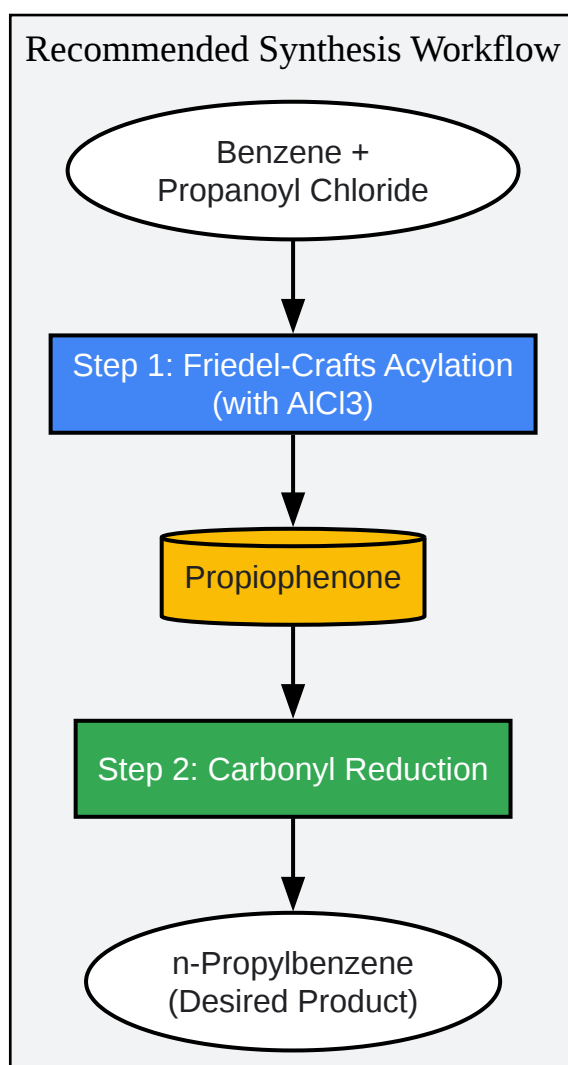 Recommended Synthesis Workflow
Benzene +
Propanoyl Chloride
Step 1: Friedel-Crafts Acylation
(with AlCl3)
Propiophenone
Step 2: Carbonyl Reduction
n-Propylbenzene
(Desired Product)